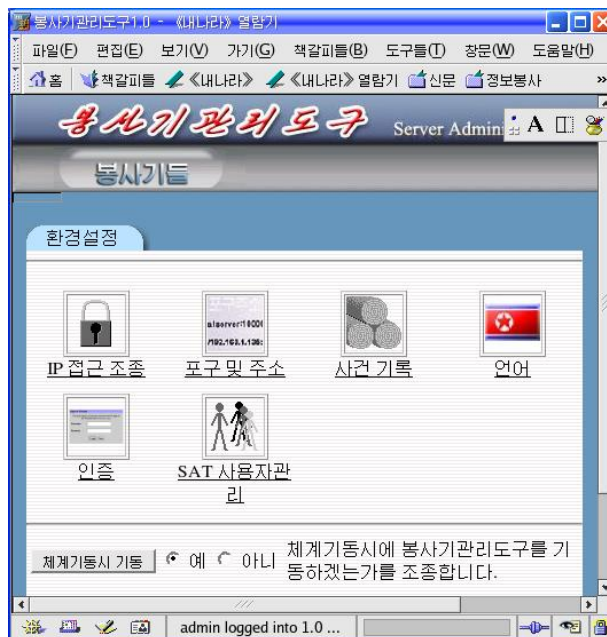 봉사기관리도구1.0 - 《내나라》 열람기
파일(F) 편집(E) 보기(V) 가기(G) 책갈피들(B) 도구들(T) 창문(W) 도움말(H)
홈 책갈피들 《내나라》 《내나라》 열람기 신문 정보봉사 »
봉사기관리도구 Server Admin
A
봉사기들
환경설정
IP 접근 조종 포구 및 주소 사건 기록 언어
인증 SAT 사용자관리
체계기동시 기동 예 아니 체계기동시에 봉사기관리도구를 기
동하겠는가를 조종합니다.
admin logged into 1.0 ...